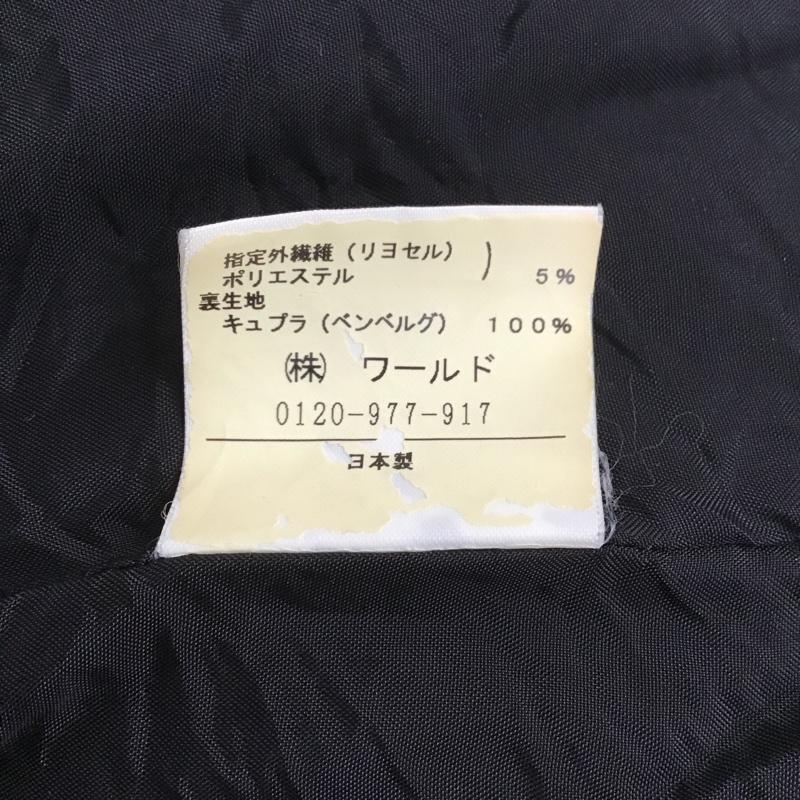 指定外繊維（リヨセル）
ポリエステル ） 5%
裏生地
キュプラ（ベンベルグ） 100%
㈱ ワールド
0120-977-917
日本製